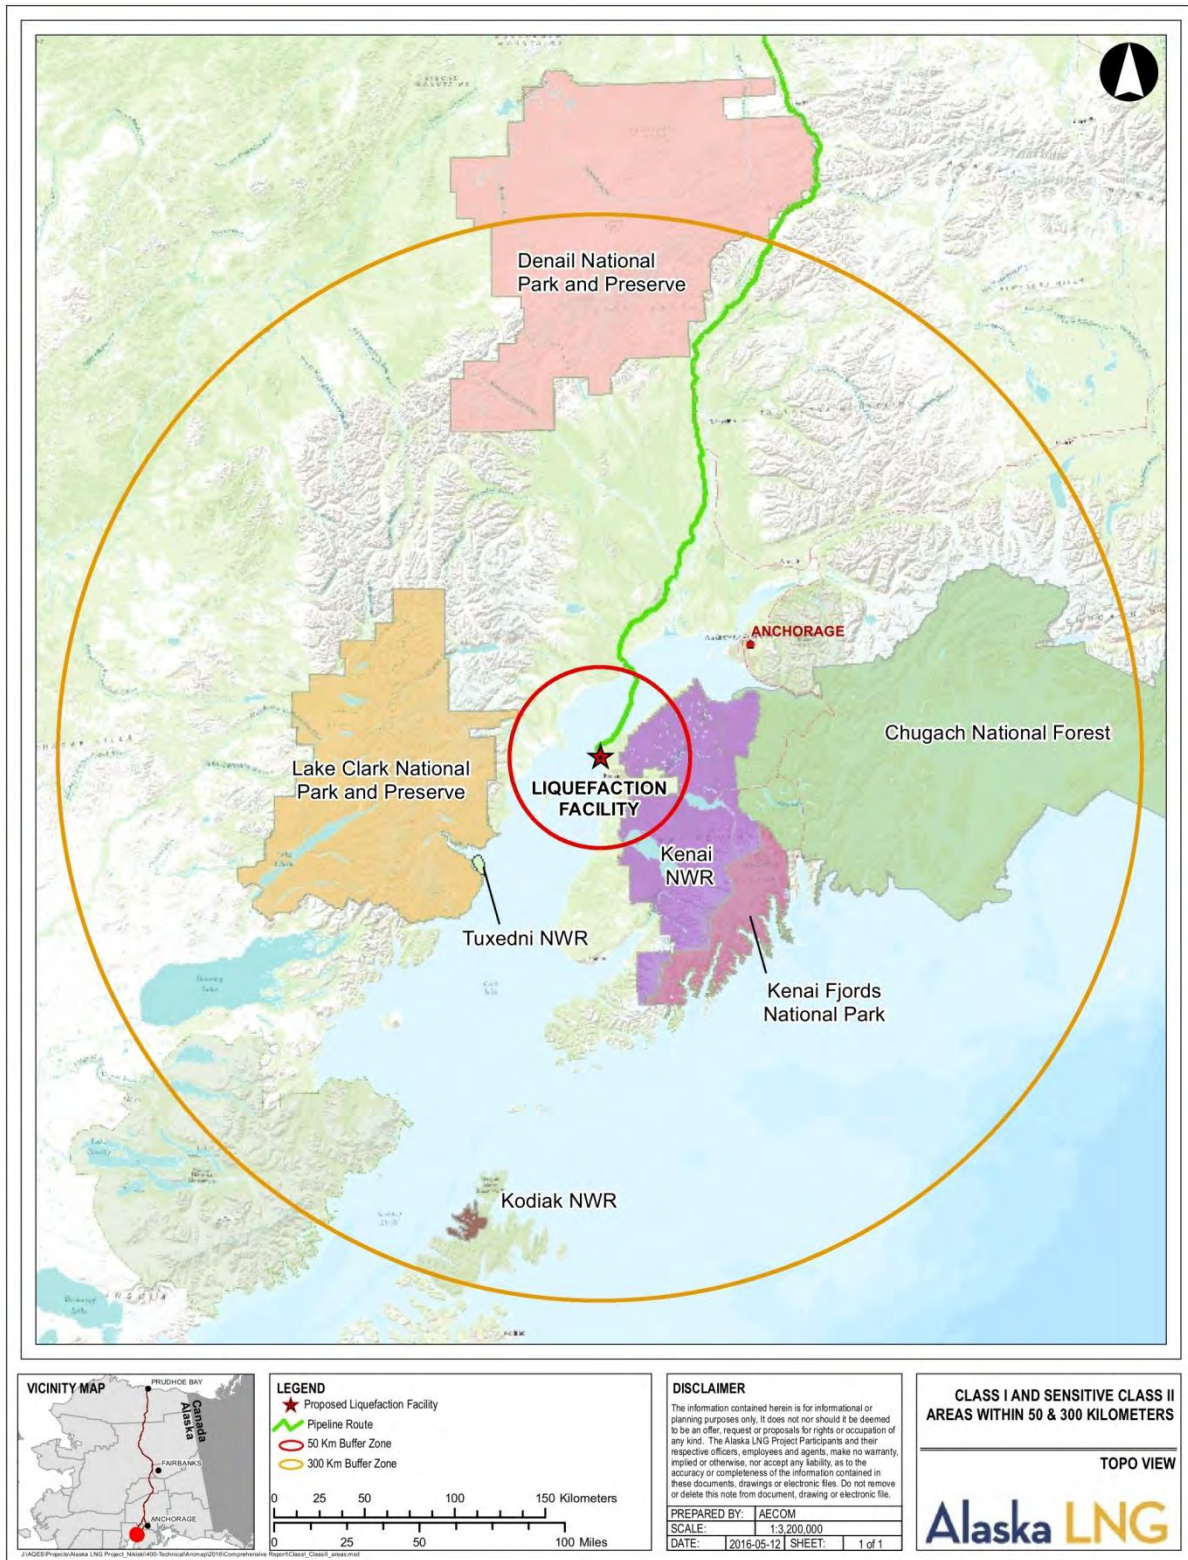 Denail National
Park and Preserve
ANCHORAGE
Chugach National Forest
Lake Clark National
Park and Preserve
LIQUEFACTION
FACILITY
Kenai
NWR
Tuxedni NWR
Kenai Fjords
National Park
Kodiak NWR
VICINITY MAP
PRUDHOE BAY
Canada
Alaska
FAIRBANKS
ANCHORAGE
LEGEND
Proposed Liquefaction Facility
Pipeline Route
50 Km Buffer Zone
300 Km Buffer Zone
0 25 50 100 150 Kilometers
0 25 50 100 Miles
DISCLAIMER
The information contained herein is for informational or
planning purposes only, It does not nor should it be deemed
to be an offer, request or proposals for rights or occupation of
any kind. The Alaska LNG Project Participants and their
respective officers, employees and agents, make no warranty,
implied or otherwise, nor accept any liability, as to the
accuracy or completeness of the information contained in
these documents, drawings or electronic files. Do not remove
or delete this note from document, drawing or electronic file.
PREPARED BY: AECOM
SCALE: 1:3,200,000
DATE: 2016-05-12 SHEET: 1 of 1
CLASS I AND SENSITIVE CLASS II
AREAS WITHIN 50 & 300 KILOMETERS
TOPO VIEW
Alaska LNG